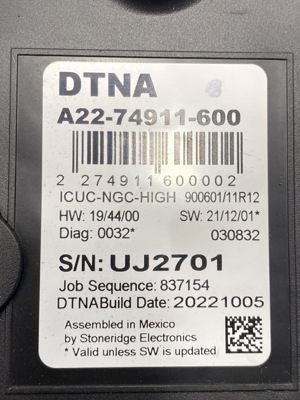 DTNA
A22-74911-600
2 274911 600002
ICUC-NGC-HIGH 900601/11R12
HW: 19/44/00 SW: 21/12/01*
Diag: 0032* 030832
S/N: UJ2701
Job Sequence: 837154
DTNABuild Date: 20221005
Assembled in Mexico
by Stoneridge Electronics
* Valid unless SW is updated